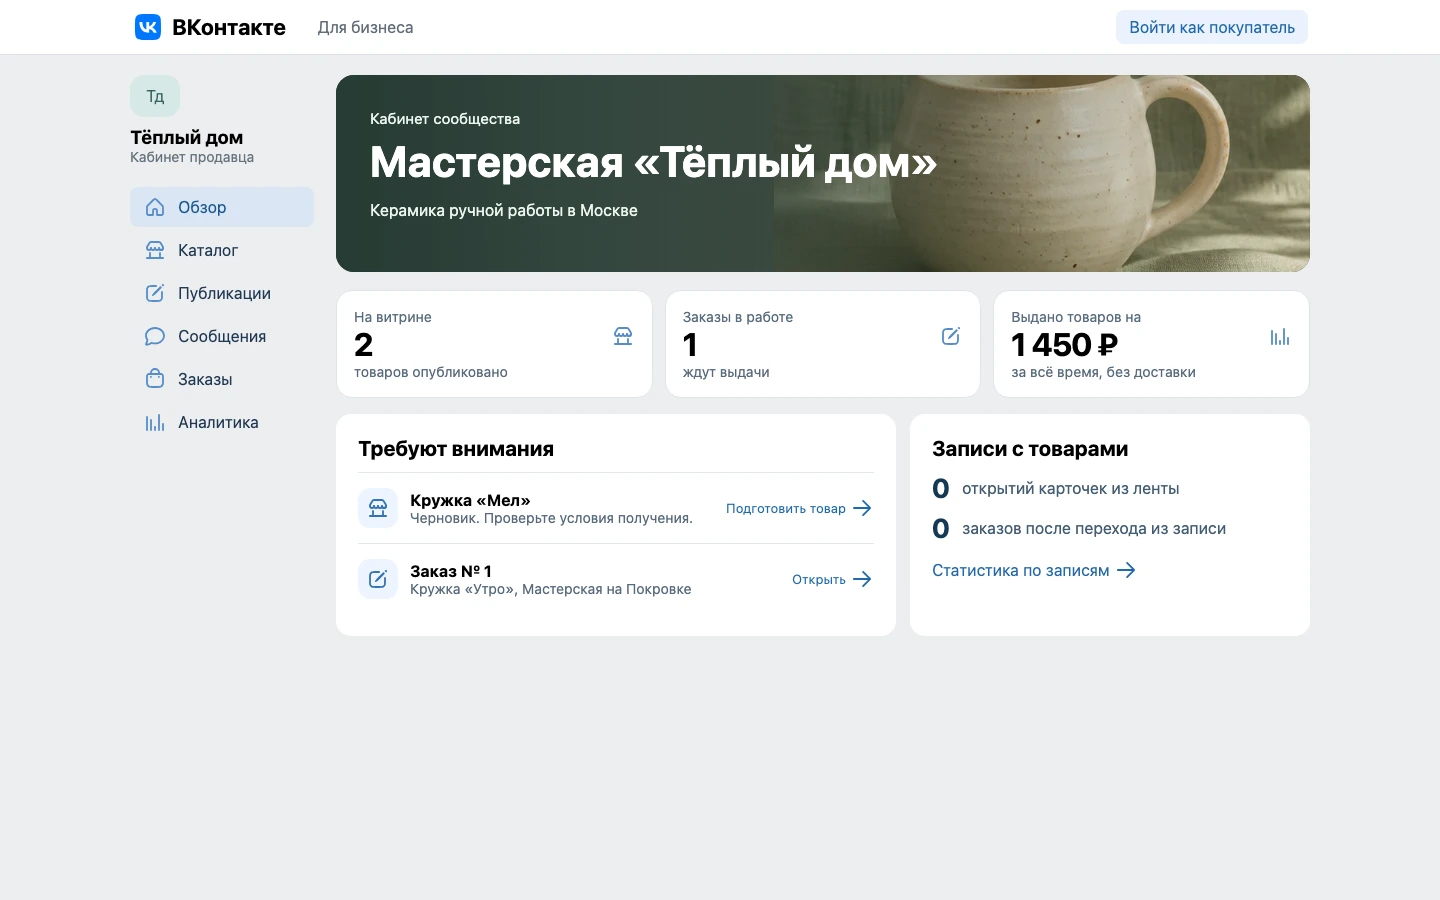 ВКонтакте
Для бизнеса
Войти как покупатель
Тд
Тёплый дом
Кабинет продавца
Обзор
Каталог
Публикации
Сообщения
Заказы
Аналитика
Кабинет сообщества
Мастерская «Тёплый дом»
Керамика ручной работы в Москве
На витрине
2
товаров опубликовано
Заказы в работе
1
ждут выдачи
Выдано товаров на
1 450 ₽
за всё время, без доставки
Требуют внимания
Кружка «Мел»
Черновик. Проверьте условия получения.
Подготовить товар
Заказ № 1
Кружка «Утро», Мастерская на Покровке
Открыть
Записи с товарами
0 открытий карточек из ленты
0 заказов после перехода из записи
Статистика по записям